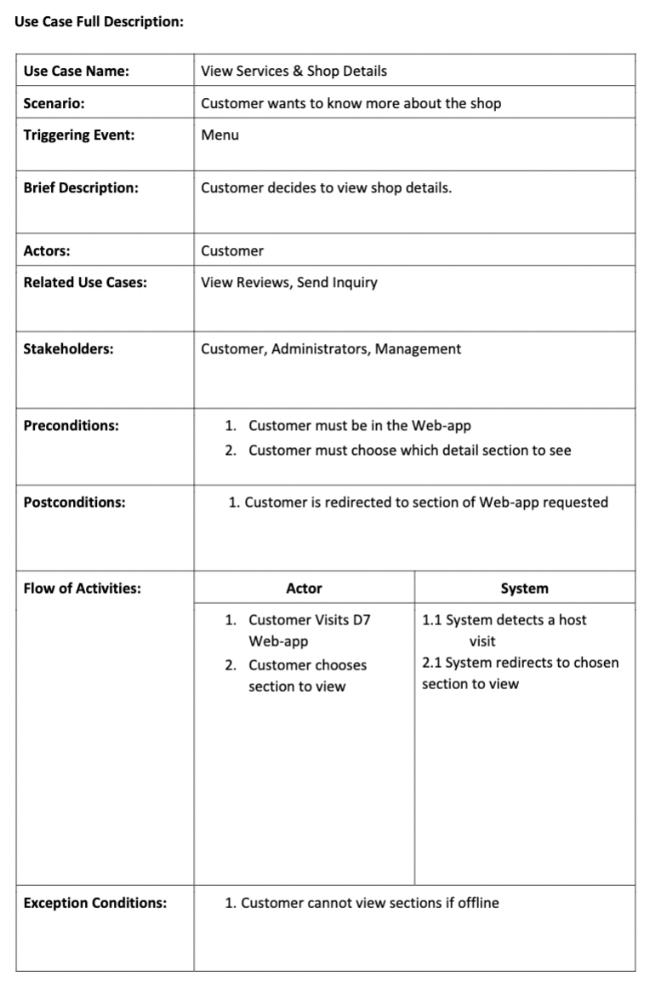 Use Case Full Description:
Use Case Name:
View Services & Shop Details
Scenario:
Customer wants to know more about the shop
Triggering Event:
Menu
Brief Description:
Customer decides to view shop details.
Actors:
Customer
Related Use Cases:
View Reviews, Send Inquiry
Stakeholders:
Customer, Administrators, Management
Preconditions:
1. Customer must be in the Web-app
2. Customer must choose which detail section to see
Postconditions:
1. Customer is redirected to section of Web-app requested
Flow of Activities:
Actor
1. Customer Visits D7
Web-app
2. Customer chooses
section to view
System
1.1 System detects a host
visit
2.1 System redirects to chosen
section to view
Exception Conditions:
1. Customer cannot view sections if offline